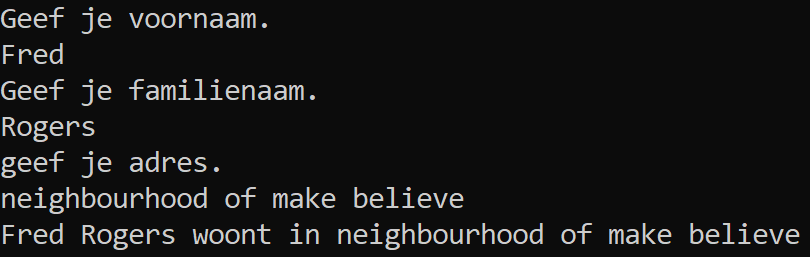 Geef je voornaam.
Fred
Geef je familienaam.
Rogers
geef je adres.
neighbourhood of make believe
Fred Rogers woont in neighbourhood of make believe